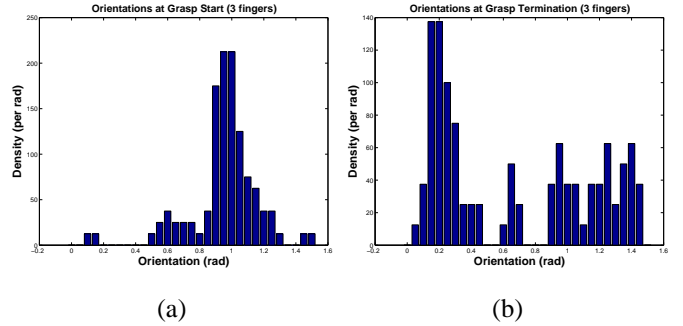 Orientations at Grasp Start (3 fingers)
250
200
150
100
50
0
Density (per rad)
−0.2 0 0.2 0.4 0.6 0.8 1 1.2 1.4 1.6
Orientation (rad)
(a)
Orientations at Grasp Termination (3 fingers)
140
120
100
80
60
40
20
0
Density (per rad)
−0.2 0 0.2 0.4 0.6 0.8 1 1.2 1.4 1.6
Orientation (rad)
(b)